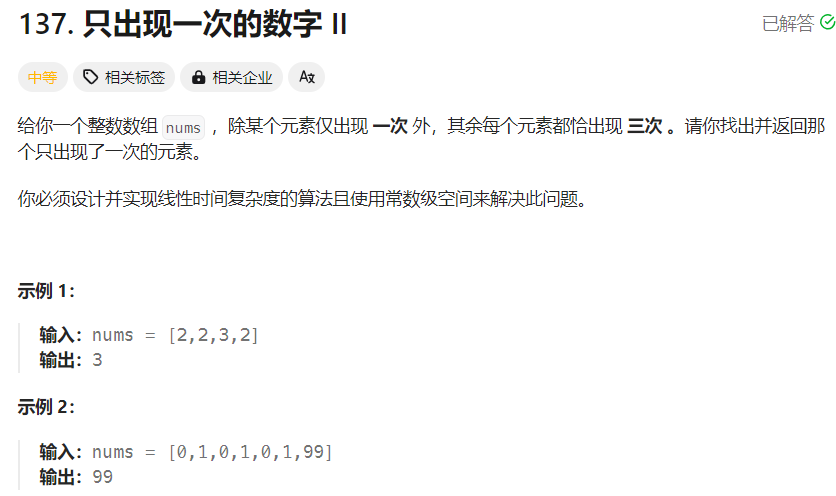 137. 只出现一次的数字 II
已解答
中等 相关标签 相关企业
给你一个整数数组 nums ，除某个元素仅出现 一次 外，其余每个元素都恰出现 三次 。请你找出并返回那
个只出现了一次的元素。
你必须设计并实现线性时间复杂度的算法且使用常数级空间来解决此问题。
示例 1：
输入：nums = [2,2,3,2]
输出：3
示例 2：
输入：nums = [0,1,0,1,0,1,99]
输出：99